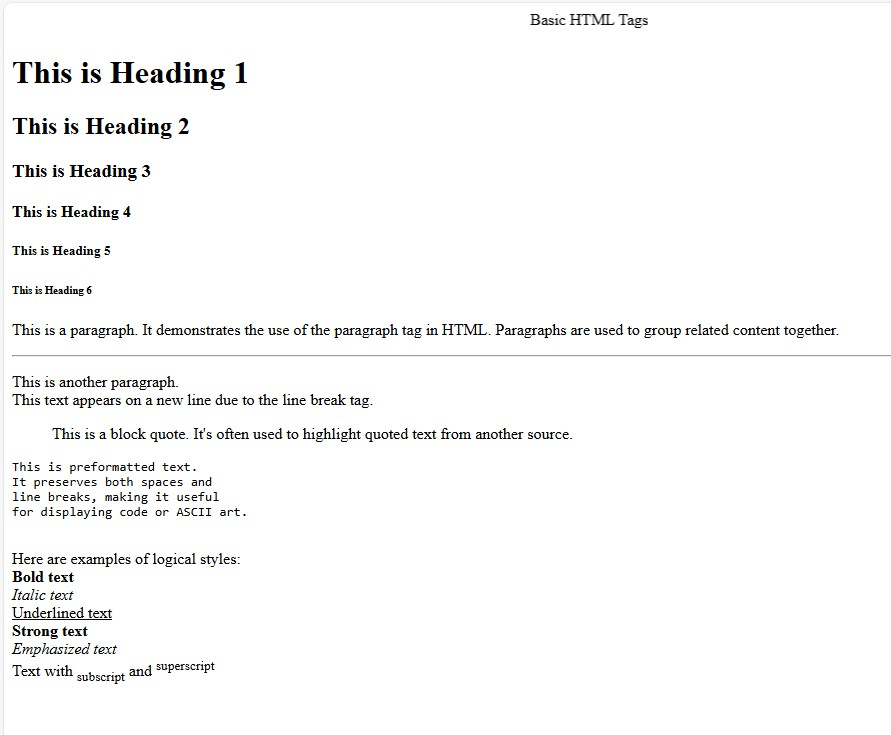 Basic HTML Tags
This is Heading 1
This is Heading 2
This is Heading 3
This is Heading 4
This is Heading 5
This is Heading 6
This is a paragraph. It demonstrates the use of the paragraph tag in HTML. Paragraphs are used to group related content together.
This is another paragraph.
This text appears on a new line due to the line break tag.
This is a block quote. It's often used to highlight quoted text from another source.
This is preformatted text.
It preserves both spaces and
line breaks, making it useful
for displaying code or ASCII art.
Here are examples of logical styles:
Bold text
Italic text
Underlined text
Strong text
Emphasized text
Text with subscript and superscript